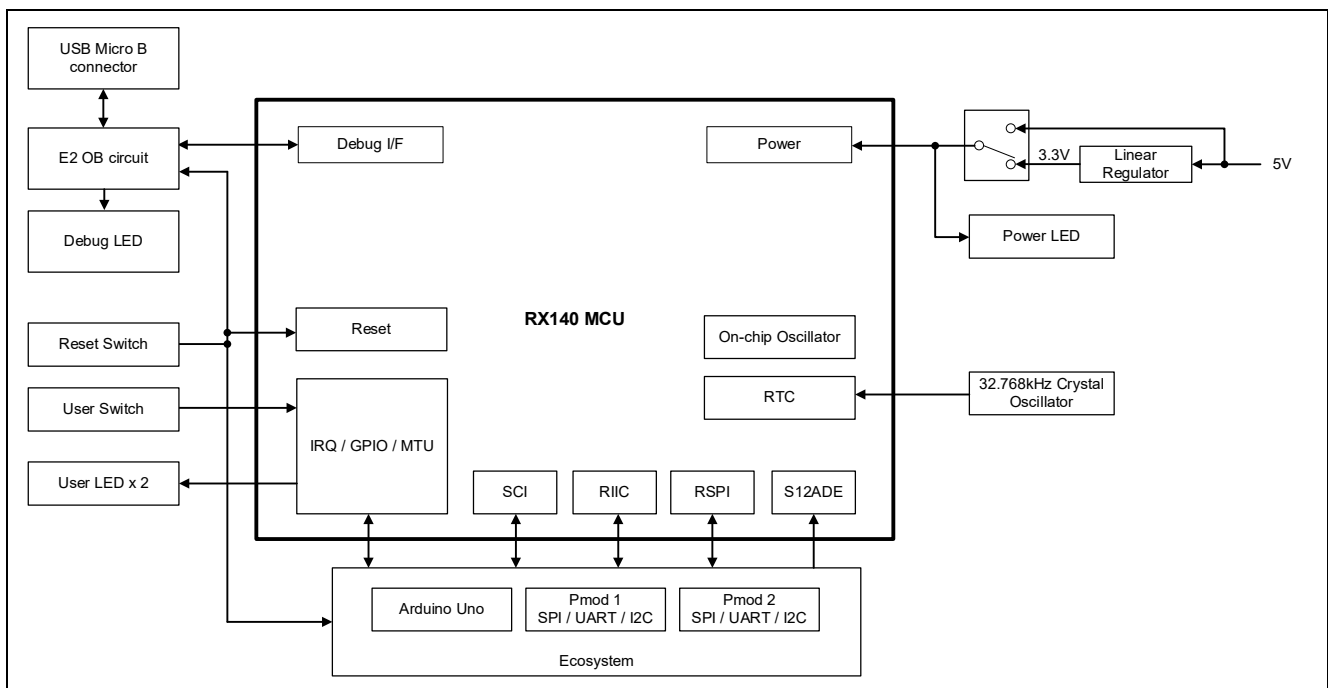 USB Micro B
connector
E2 OB circuit
Debug LED
Reset Switch
User Switch
User LED x 2
Debug I/F
Power
Reset
RX140 MCU
On-chip Oscillator
RTC
IRQ / GPIO / MTU
SCI
RIIC
RSPI
S12ADE
3.3V
Linear
Regulator
5V
Power LED
32.768kHz Crystal
Oscillator
Arduino Uno
Pmod 1
SPI / UART / I2C
Pmod 2
SPI / UART / I2C
Ecosystem